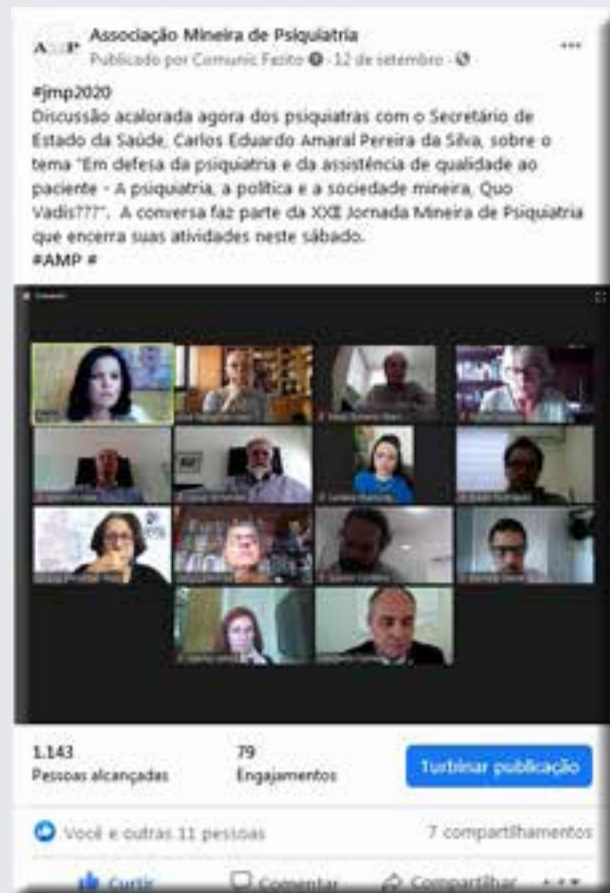 AMP
Associação Mineira de Psiquiatria
Publicado por Comunic Fazito · 12 de setembro ·
#jmp2020
Discussão acalorada agora dos psiquiatras com o Secretário de
Estado da Saúde, Carlos Eduardo Amaral Pereira da Silva, sobre o
tema "Em defesa da psiquiatria e da assistência de qualidade ao
paciente - A psiquiatria, a política e a sociedade mineira, Quo
Vadis???". A conversa faz parte da XXII Jornada Mineira de Psiquiatria
que encerra suas atividades neste sábado.
#AMP #
1.143
Pessoas alcançadas
79
Engajamentos
Turbinar publicação
Você e outras 11 pessoas
7 compartilhamentos
Curtir
Comentar
Compartilhar